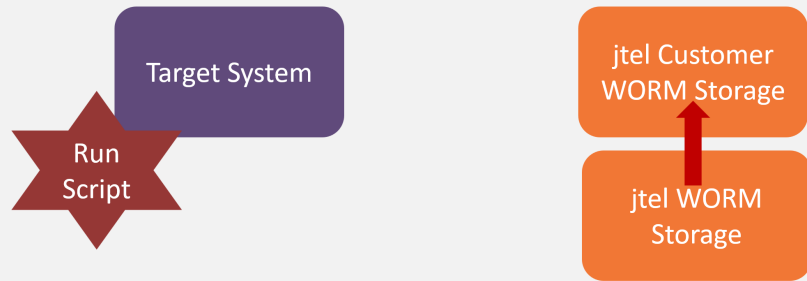 Target System
Run
Script
jtel Customer
WORM Storage
jtel WORM
Storage